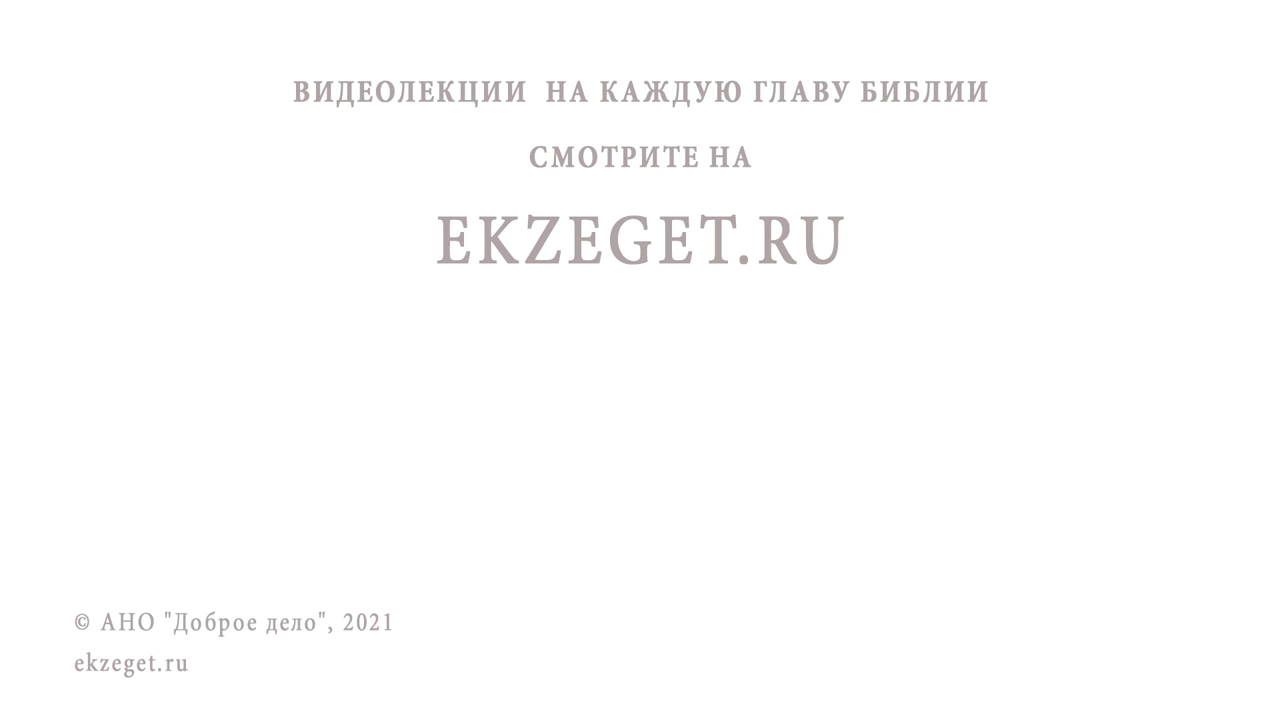 ВИДЕОЛЕКЦИИ НА КАЖДУЮ ГЛАВУ БИБЛИИ
СМОТРИТЕ НА
EKZEGET.RU
© АНО "Доброе дело", 2021
ekzeget.ru